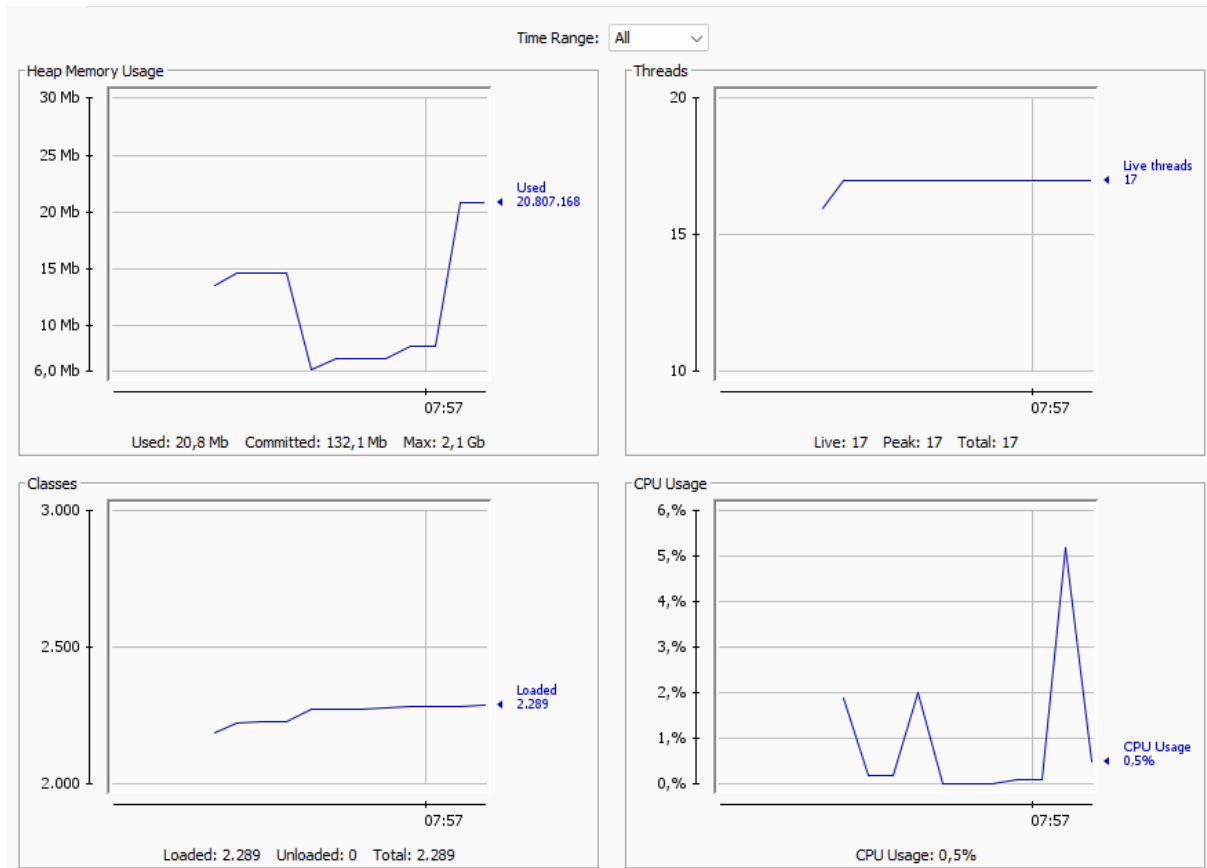 Time Range: All
Heap Memory Usage
30 Mb
25 Mb
20 Mb
15 Mb
10 Mb
6,0 Mb
Used
20.807.168
07:57
Used: 20,8 Mb Committed: 132,1 Mb Max: 2,1 Gb
Threads
20
15
10
Live threads
17
07:57
Live: 17 Peak: 17 Total: 17
Classes
3.000
2.500
2.000
Loaded
2.289
07:57
Loaded: 2.289 Unloaded: 0 Total: 2.289
CPU Usage
6,%
5,%
4,%
3,%
2,%
1,%
0,%
CPU Usage
0,5%
07:57
CPU Usage: 0,5%